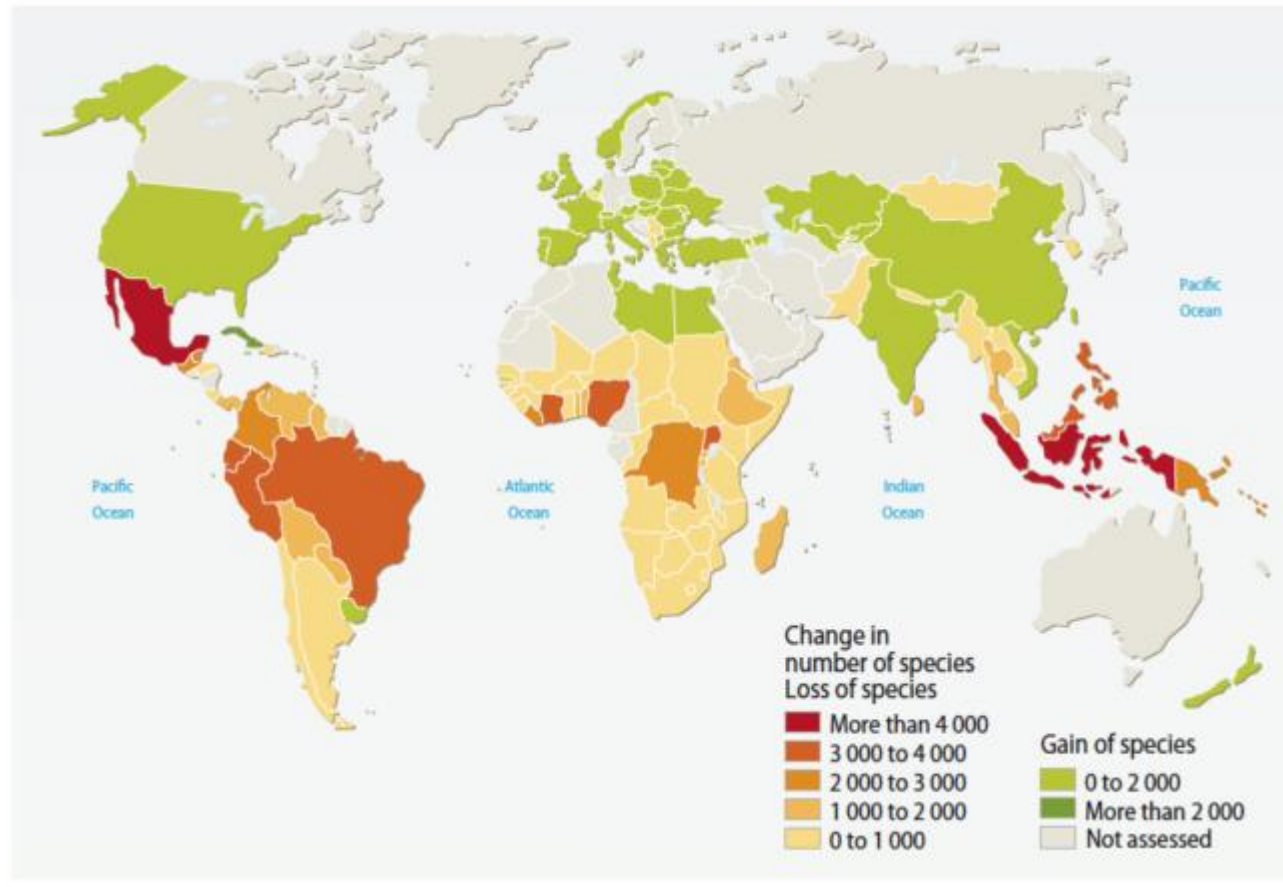 Pacific
Ocean
Pacific
Ocean
Atlantic
Ocean
Indian
Ocean
Change in
number of species
Loss of species
More than 4 000
3 000 to 4 000
2 000 to 3 000
1 000 to 2 000
0 to 1 000
Gain of species
0 to 2 000
More than 2 000
Not assessed